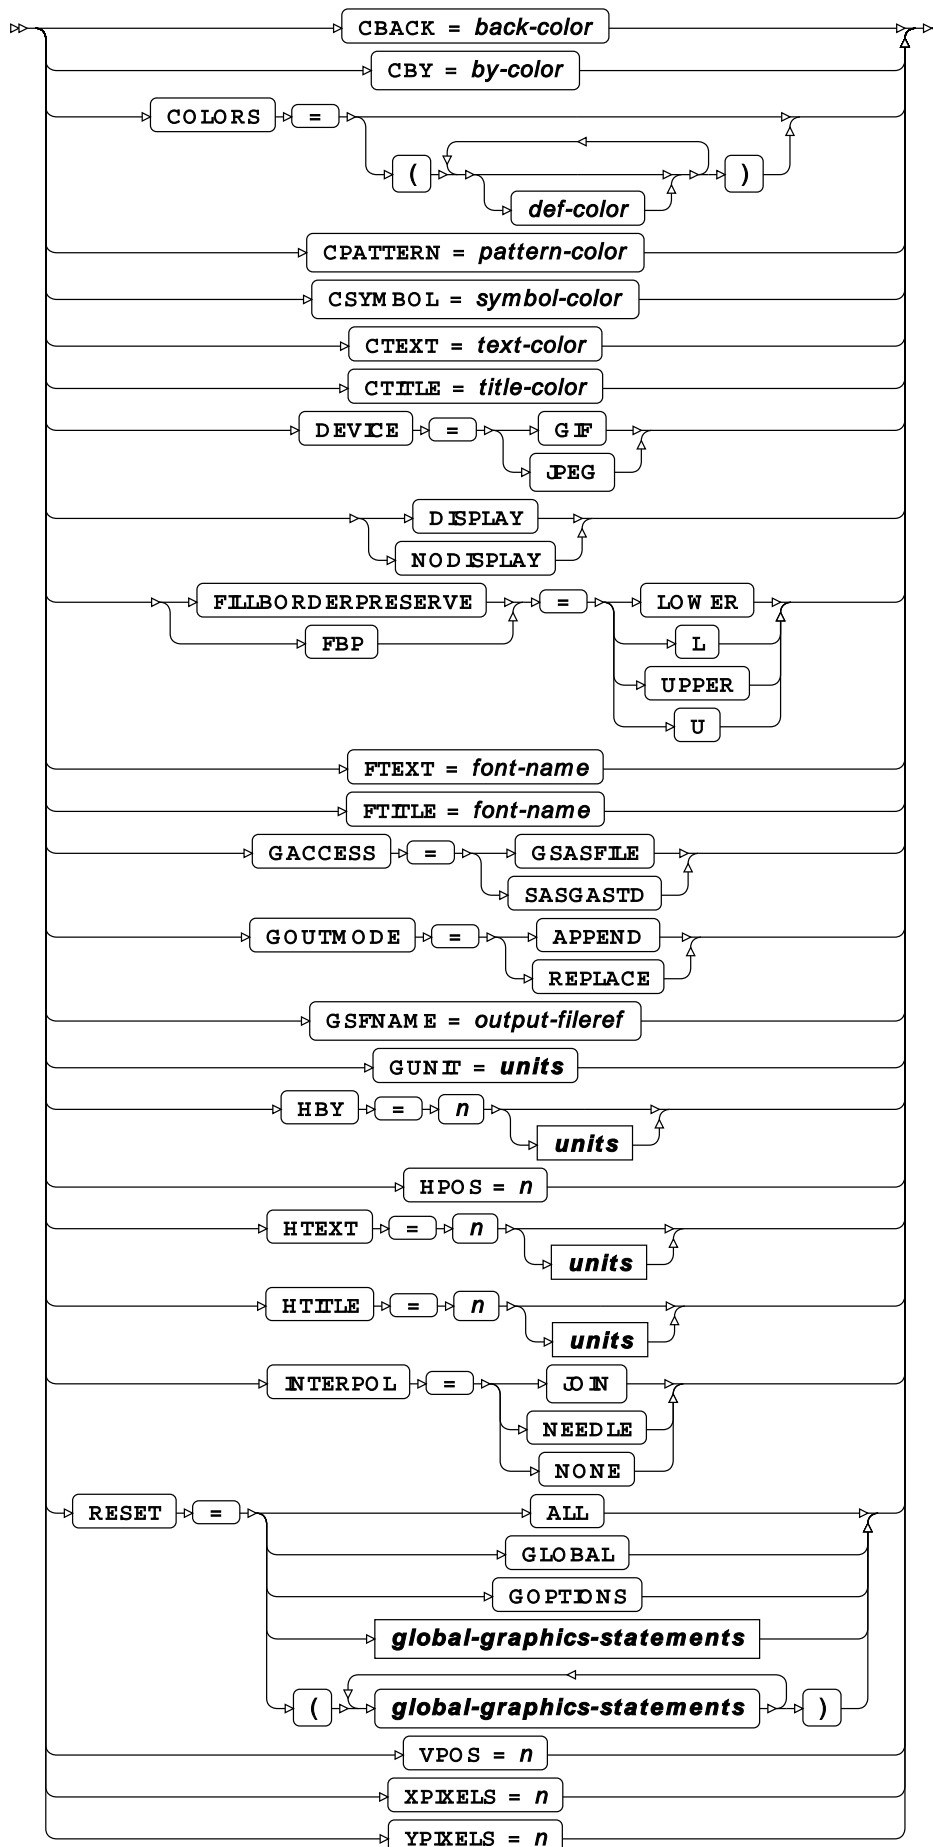 CBACK = back-color
CBY = by-color
COLORS =
( def-color )
CPATTERN = pattern-color
CSYMBOL = symbol-color
CTEXT = text-color
CTITLE = title-color
DEVICE = GIF
JPEG
DISPLAY
NODISPLAY
FILLBORDERPRESERVE = LOWER
FBP L
UPPER
U
FTEXT = font-name
FTITLE = font-name
GACCESS = GSASFILE
SASGASTD
GOUTMODE = APPEND
REPLACE
GSFNAME = output-fileref
GUNIT = units
HBY = n
units
HPOS = n
HTEXT = n
units
HTITLE = n
units
INTERPOL = JOIN
NEEDLE
NONE
RESET = ALL
GLOBAL
GOPTIONS
global-graphics-statements
( global-graphics-statements )
VPOS = n
XPIXELS = n
YPIXELS = n